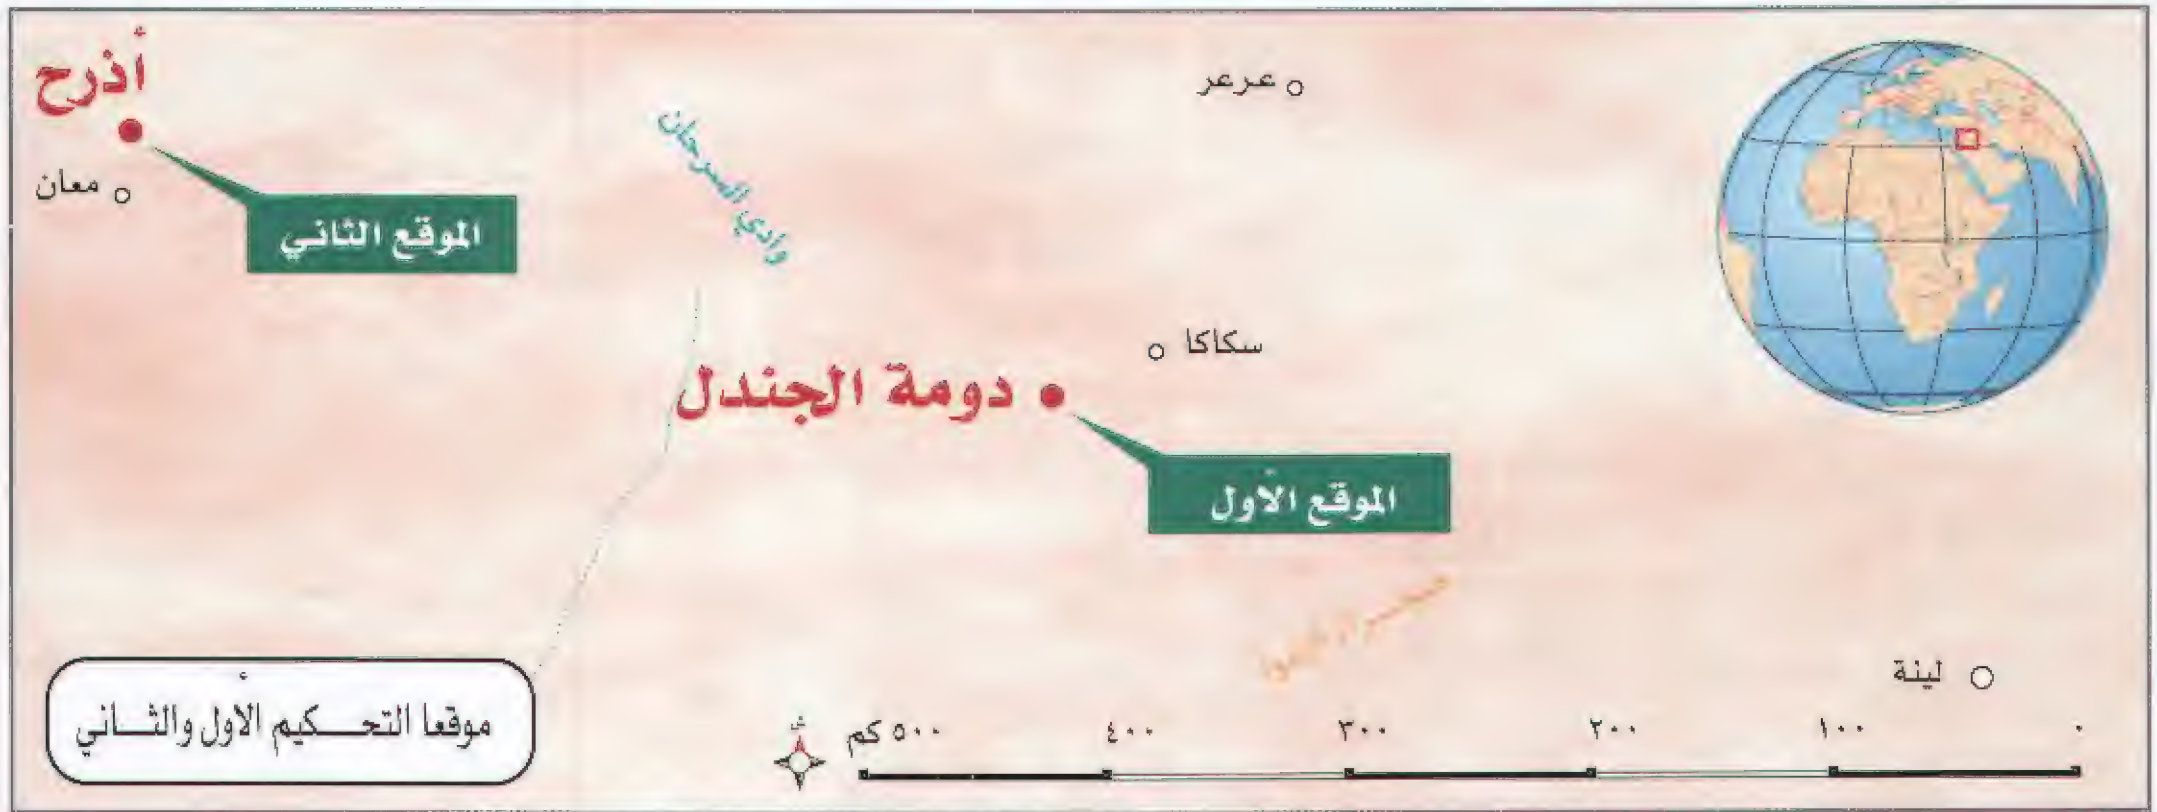 أذرح
معان
الموقع الثاني
وادي السرحان
عرعر
سكاكا
دومة الجندل
الموقع الأول
لينة
موقعا التحكيم الأول والثاني
ش
٥٠٠ كم ٤٠٠ ٣٠٠ ٢٠٠ ١٠٠ ٠